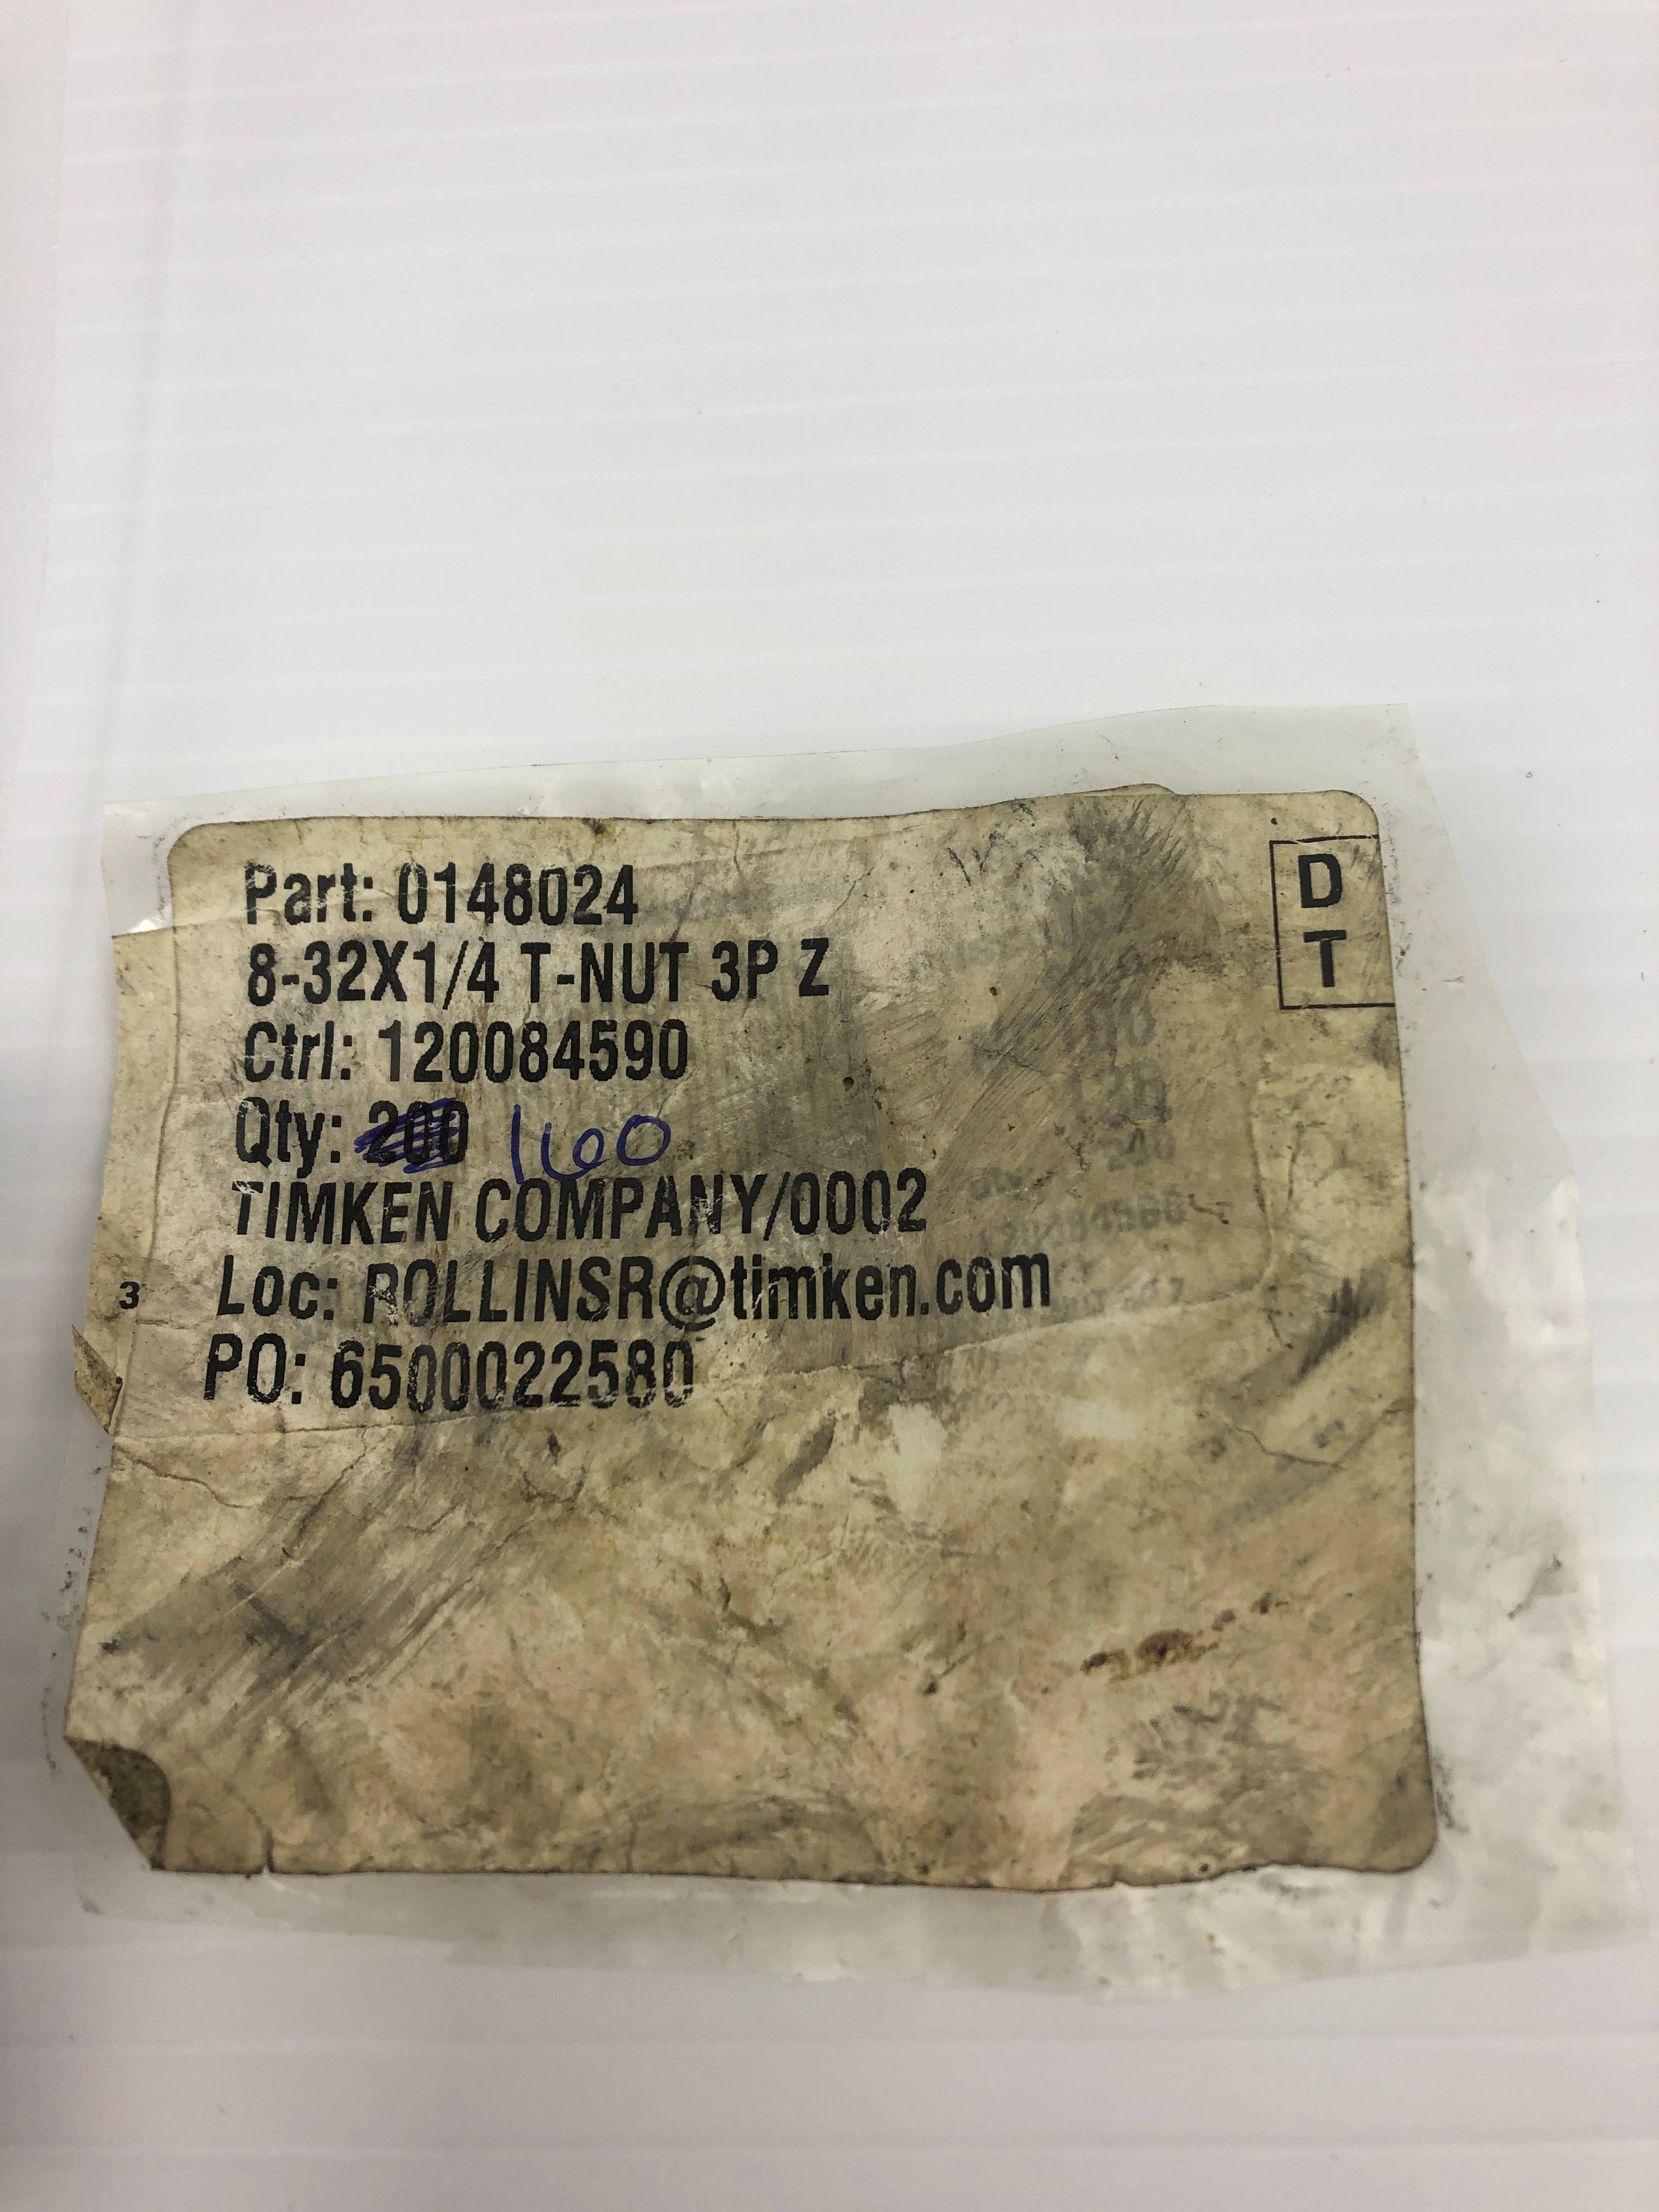 Part: 0148024
D
8-32X1/4 T-NUT 3P Z
T
Ctrl: 120084590
Qty: 200 160
TIMKEN COMPANY/0002
Loc: ROLLINSR@timken.com
3
PO: 6500022580